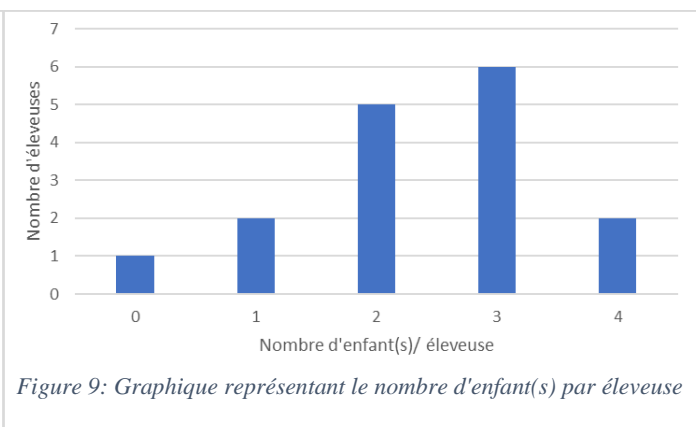 7
6
5
4
3
2
1
0
Nombre d'éleveuses
0 1 2 3 4
Nombre d'enfant(s)/ éleveuse
Figure 9: Graphique représentant le nombre d'enfant(s) par éleveuse